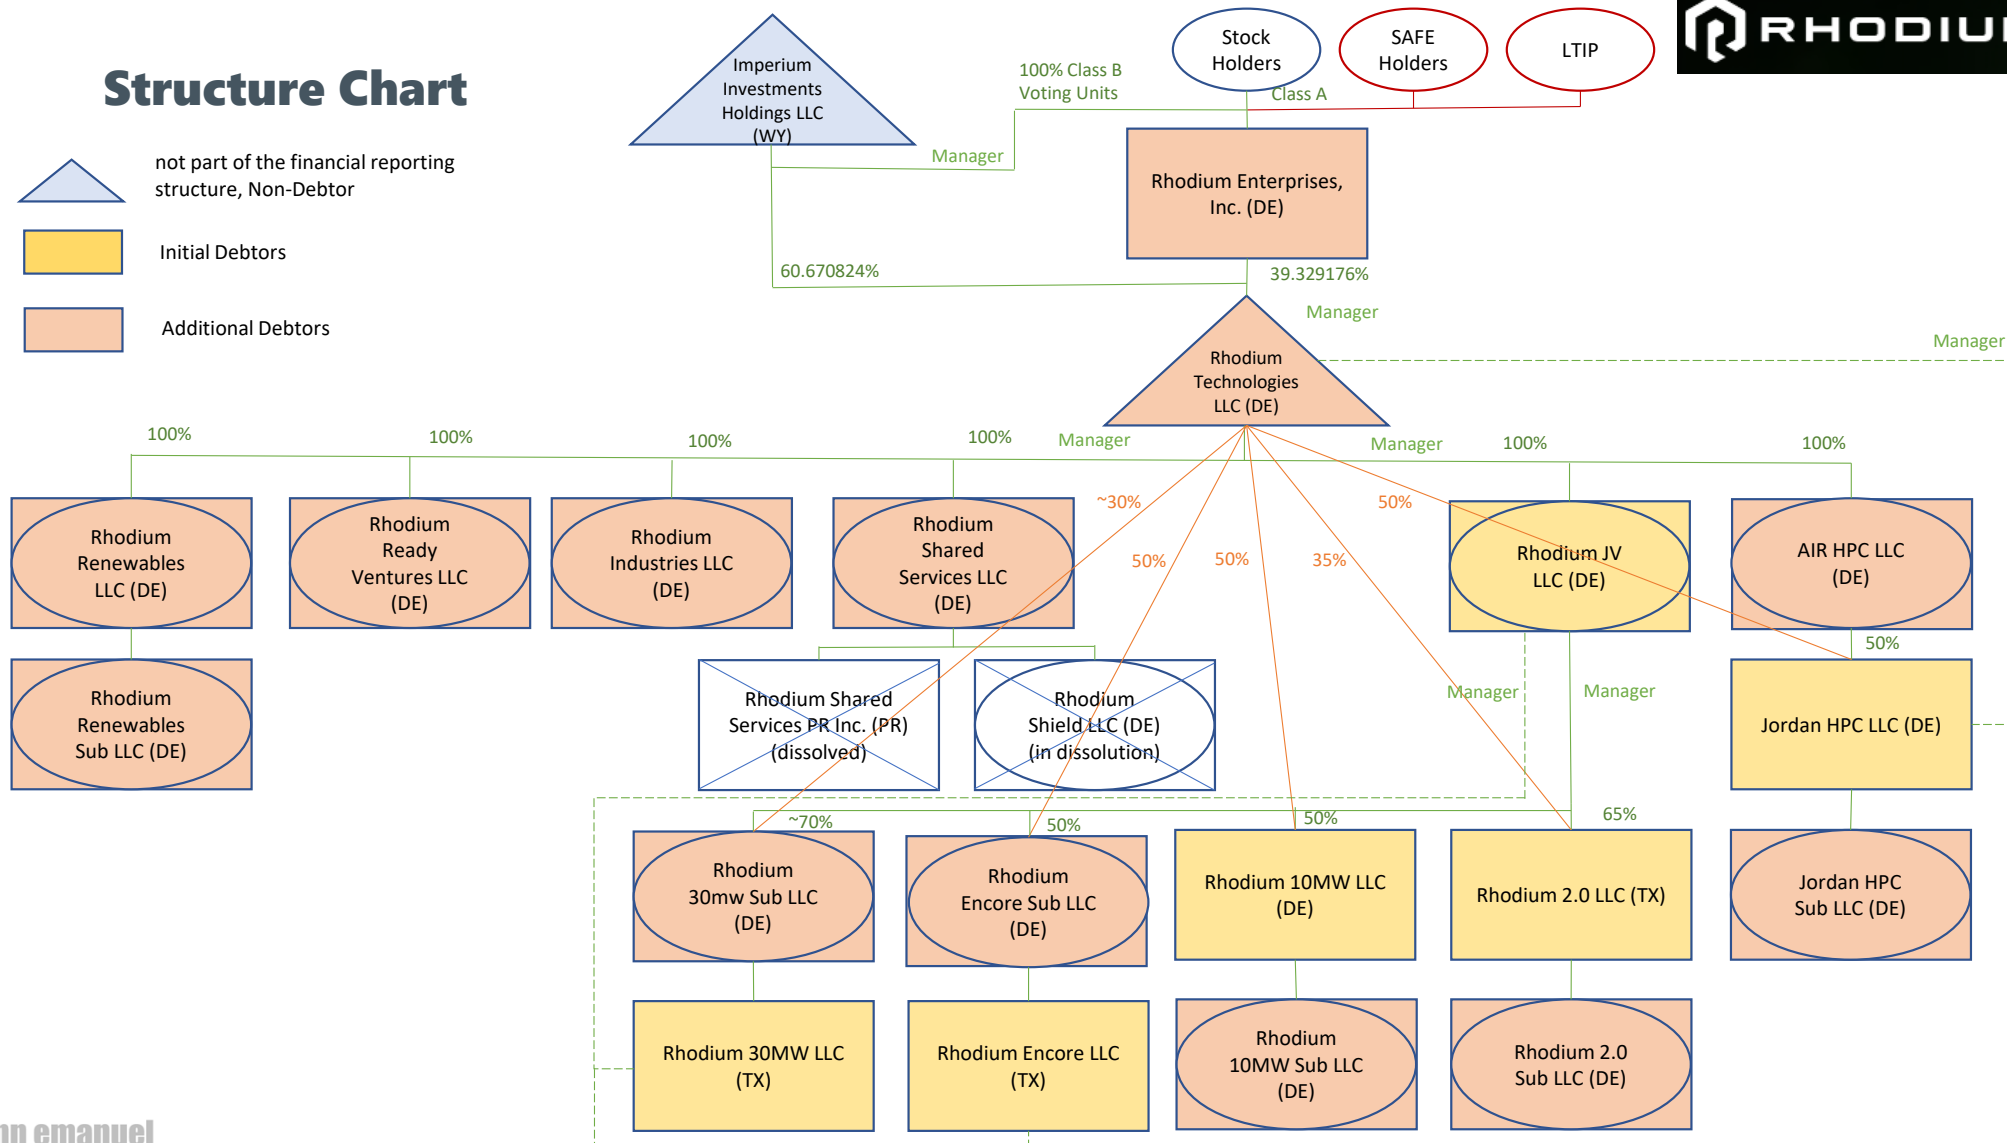 Stock
Holders
SAFE
Holders
LTIP
RHODIU
Structure Chart
Imperium
Investments
Holdings LLC
(WY)
100% Class B
Voting Units
Class A
not part of the financial reporting
structure, Non-Debtor
Manager
Rhodium Enterprises,
Inc. (DE)
Initial Debtors
60.670824%
39.329176%
Manager
Additional Debtors
Manager
Rhodium
Technologies
LLC (DE)
100%
100%
100%
100%
Manager
Manager
100%
100%
~30%
50%
50%
50%
35%
Rhodium
Renewables
LLC (DE)
Rhodium
Ready
Ventures LLC
(DE)
Rhodium
Industries LLC
(DE)
Rhodium
Shared
Services LLC
(DE)
Rhodium JV
LLC (DE)
AIR HPC LLC
(DE)
50%
Rhodium
Renewables
Sub LLC (DE)
Rhodium Shared
Services PR Inc. (PR)
(dissolved)
Rhodium
Shield LLC (DE)
(in dissolution)
Manager
Manager
Jordan HPC LLC (DE)
~70%
50%
50%
65%
Rhodium
30mw Sub LLC
(DE)
Rhodium
Encore Sub LLC
(DE)
Rhodium 10MW LLC
(DE)
Rhodium 2.0 LLC (TX)
Jordan HPC
Sub LLC (DE)
Rhodium 30MW LLC
(TX)
Rhodium Encore LLC
(TX)
Rhodium
10MW Sub LLC
(DE)
Rhodium 2.0
Sub LLC (DE)
nn emanuel